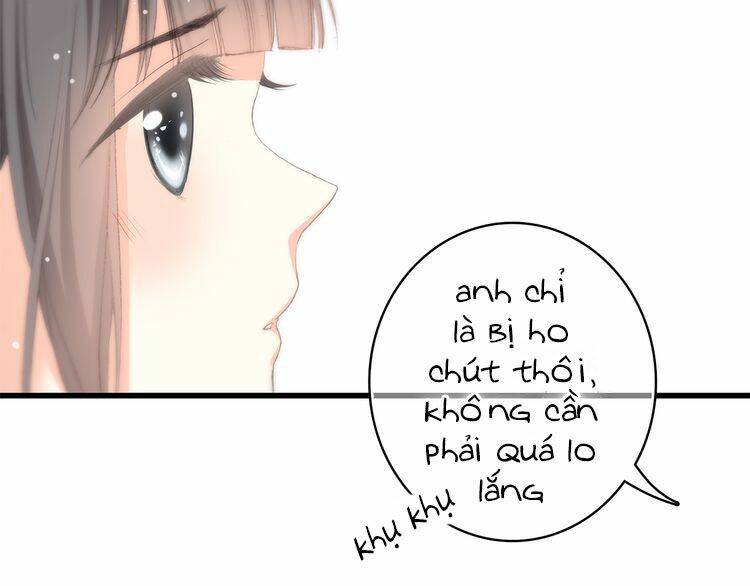 anh chỉ
là Bị ho
chút thôi,
không cần
phải quá lo
lắng
khụ khụ